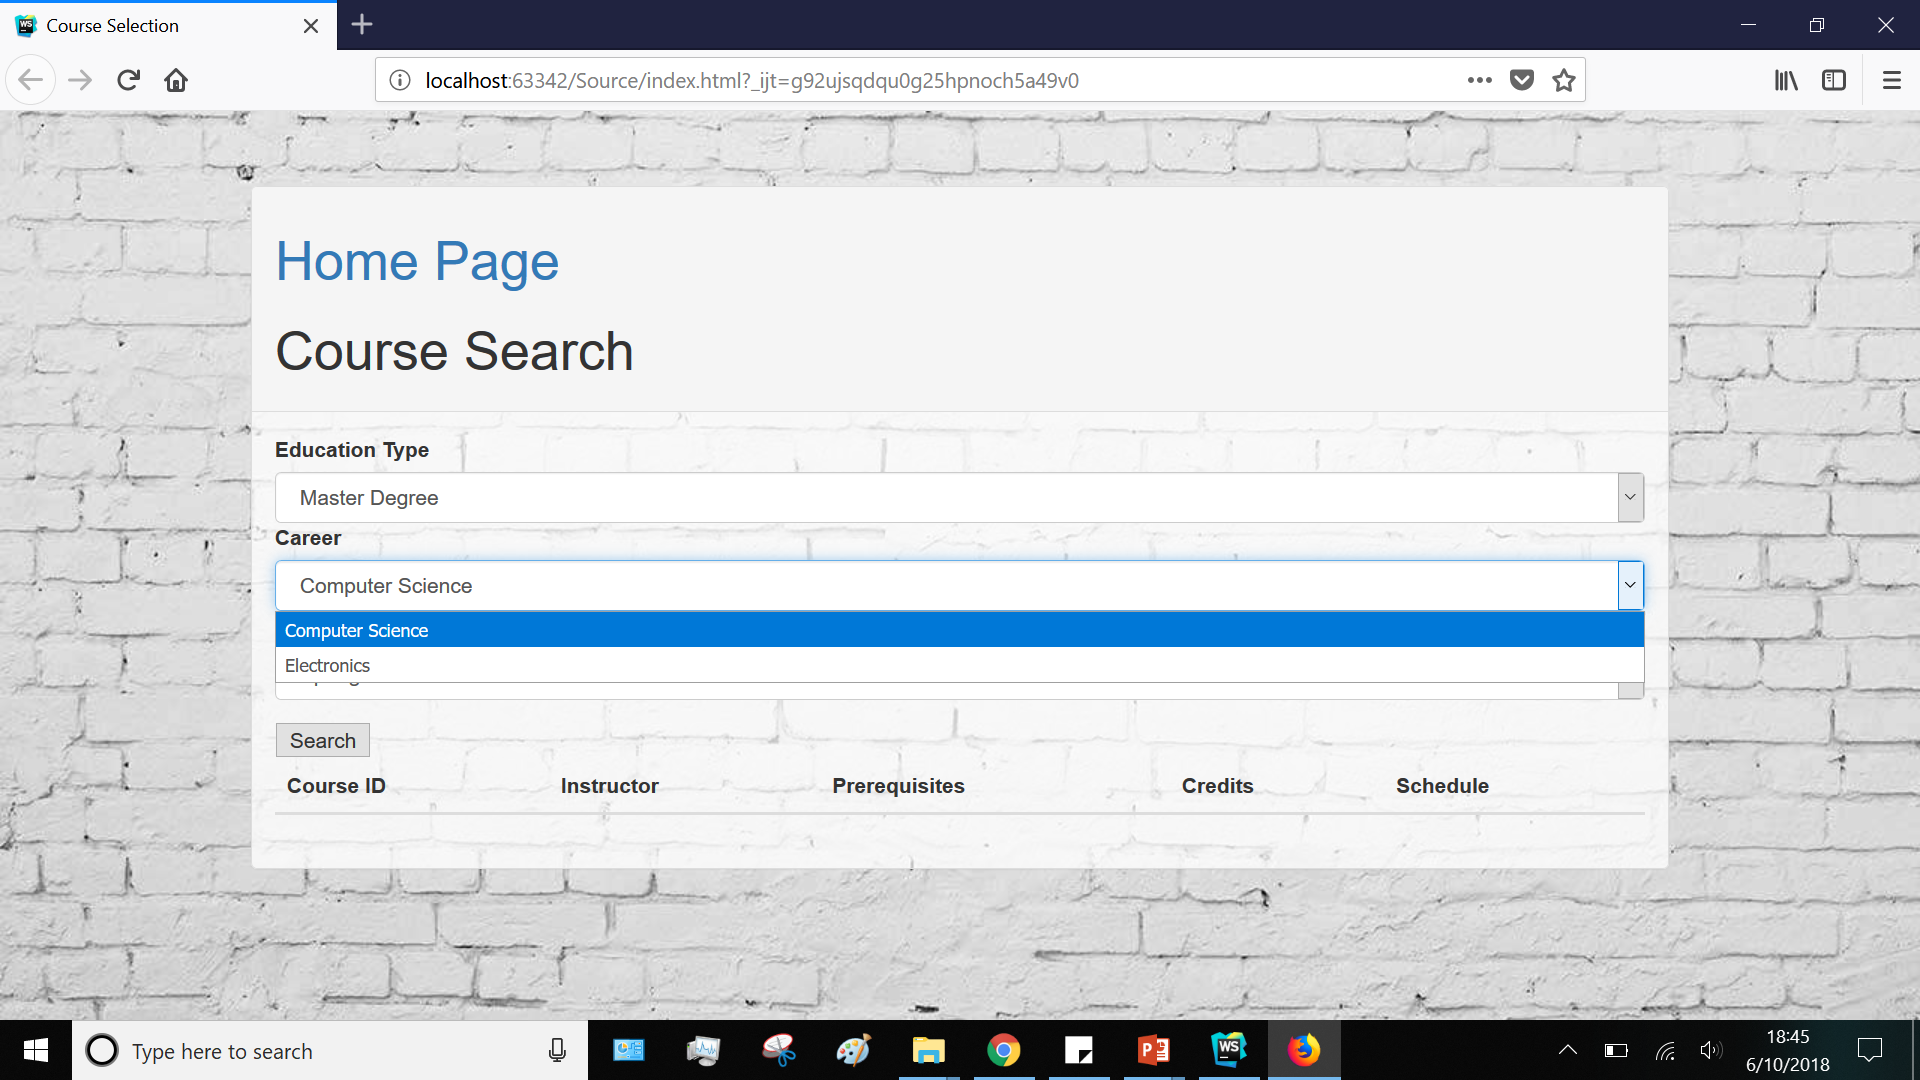 Course Selection
localhost:63342/Source/index.html?_ijt=g92ujsqdqu0g25hpnoch5a49v0
Home Page
Course Search
Education Type
Master Degree
Career
Computer Science
Computer Science
Electronics
Search
Course ID Instructor Prerequisites Credits Schedule
Type here to search
WS
18:45
6/10/2018